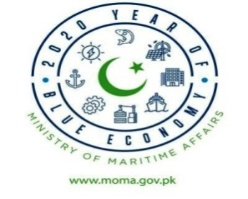 2020 YEAR OF
BLUE ECONOMY
MINISTRY OF MARITIME AFFAIRS
www.moma.gov.pk